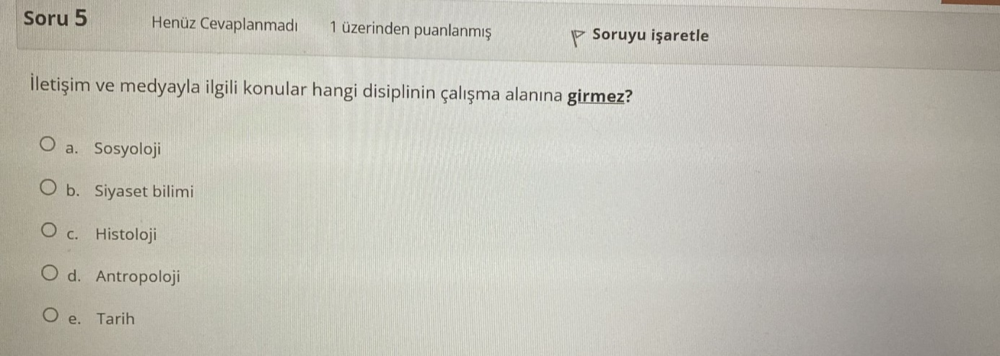 Soru 5
Henüz Cevaplanmadı
1 üzerinden puanlanmış
Soruyu işaretle
İletişim ve medyayla ilgili konular hangi disiplinin çalışma alanına girmez?
a. Sosyoloji
b. Siyaset bilimi
c. Histoloji
d. Antropoloji
e. Tarih